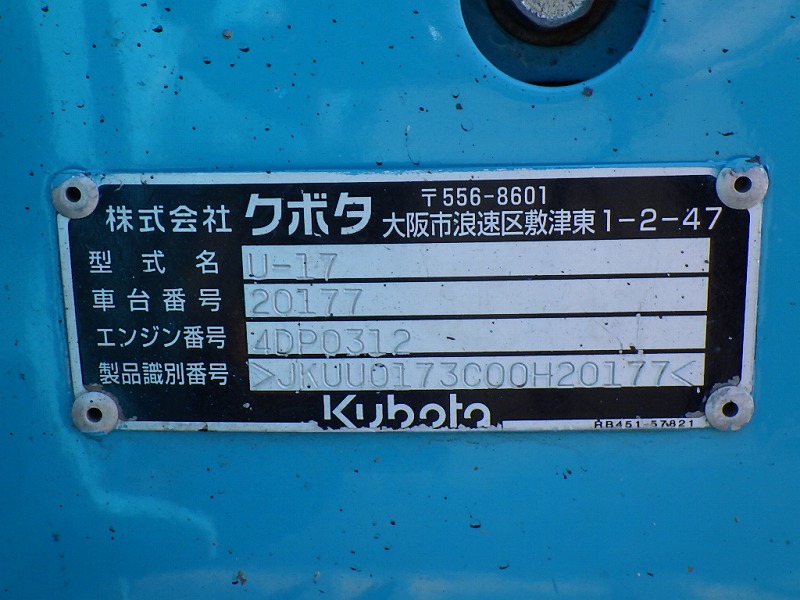 株式会社 クボタ 〒556-8601
大阪市浪速区敷津東1-2-47
型式名 U-17
車台番号 20177
エンジン番号 4DP0312
製品識別番号 >JKUU0173C00H20177<
Kubota
RB451-57821